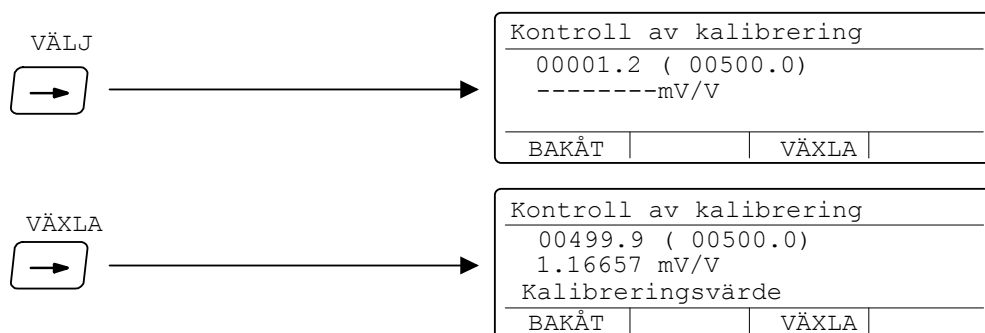 VÄLJ
Kontroll av kalibrering
00001.2 ( 00500.0)
--------mV/V
BAKÅT VÄXLA
VÄXLA
Kontroll av kalibrering
00499.9 ( 00500.0)
1.16657 mV/V
Kalibreringsvärde
BAKÅT VÄXLA